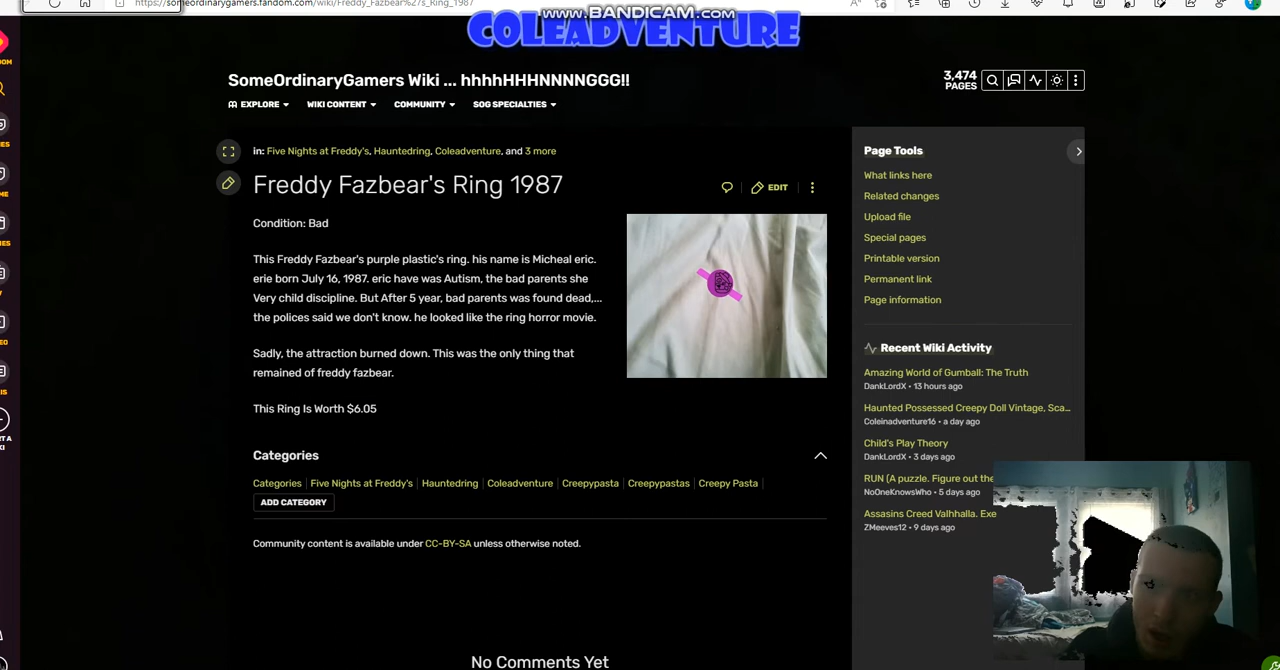 https://someordinarygamers.fandom.com/wiki/Freddy_Fazbear%27s_Ring_1987
www.BANDICAM.com
COLEADVENTURE
SomeOrdinaryGamers Wiki ... hhhhHHHNNNNGGG!!
3,474
PAGES
EXPLORE
WIKI CONTENT
COMMUNITY
SOG SPECIALTIES
in: Five Nights at Freddy's, Hauntedring, Coleadventure, and 3 more
Freddy Fazbear's Ring 1987
EDIT
Condition: Bad
This Freddy Fazbear's purple plastic's ring. his name is Micheal eric.
erie born July 16, 1987. eric have was Autism, the bad parents she
Very child discipline. But After 5 year, bad parents was found dead,...
the polices said we don't know. he looked like the ring horror movie.
Sadly, the attraction burned down. This was the only thing that
remained of freddy fazbear.
This Ring Is Worth $6.05
Categories
Categories
Five Nights at Freddy's
Hauntedring
Coleadventure
Creepypasta
Creepypastas
Creepy Pasta
ADD CATEGORY
Community content is available under CC-BY-SA unless otherwise noted.
No Comments Yet
Page Tools
What links here
Related changes
Upload file
Special pages
Printable version
Permanent link
Page information
Recent Wiki Activity
Amazing World of Gumball: The Truth
DankLordX • 13 hours ago
Haunted Possessed Creepy Doll Vintage, Sca...
Coleinadventure16 • a day ago
Child's Play Theory
DankLordX • 3 days ago
RUN (A puzzle. Figure out the
NoOneKnowsWho • 5 days ago
Assasins Creed Valhhalla. Exe
ZMeeves12 • 9 days ago